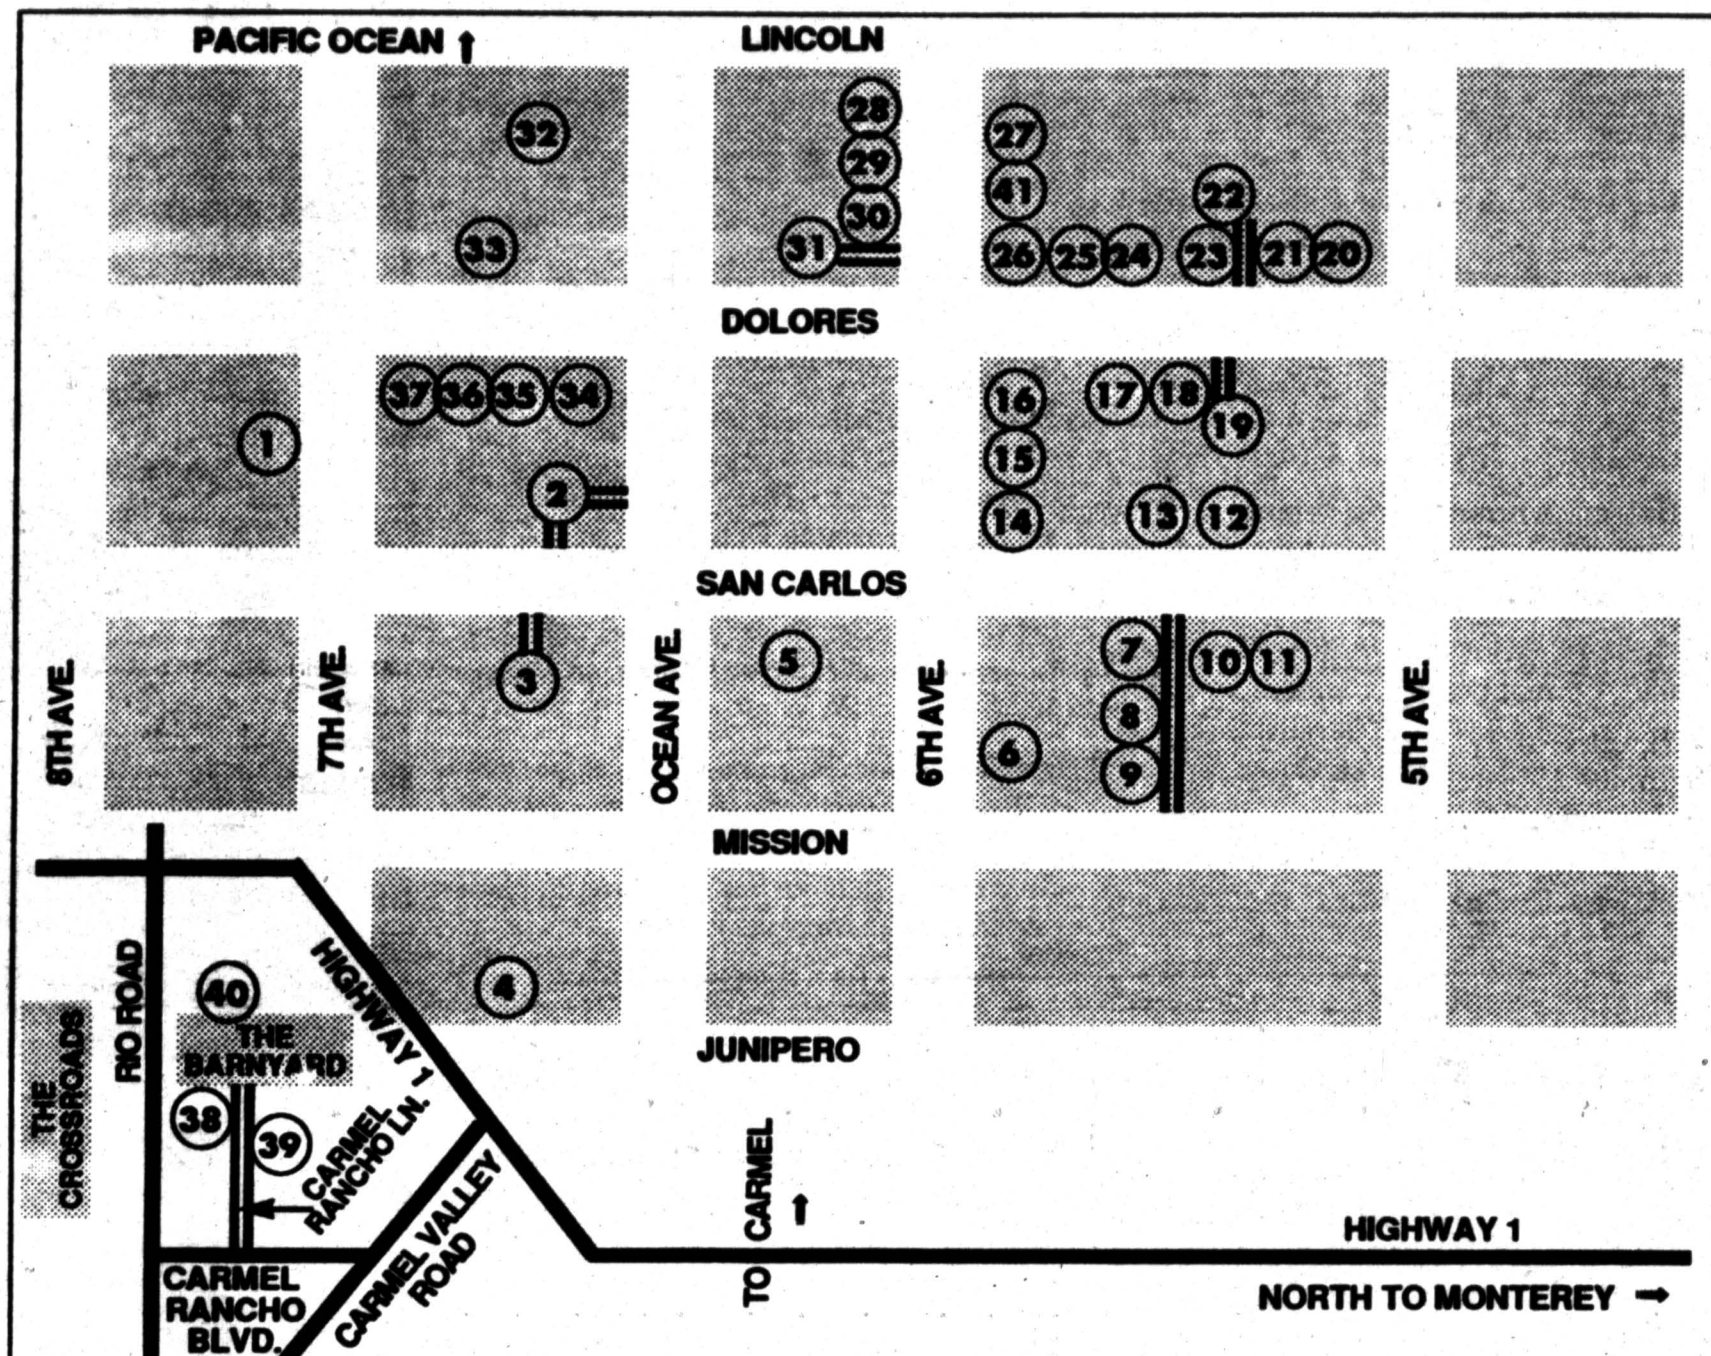 PACIFIC OCEAN ↑
LINCOLN
28
32
27
29
41
22
30
33
31
26 25 24 23 21 20
DOLORES
37 36 35 34
16 17 18
19
1
15
2
14 13 12
SAN CARLOS
8TH AVE.
7TH AVE.
OCEAN AVE.
6TH AVE.
5TH AVE.
3
5
7
10 11
8
6
9
MISSION
HIGHWAY 1
RIO ROAD
40
4
THE
BARNYARD
THE
CROSSROADS
JUNIPERO
38
39
CARMEL
RANCHO LN.
CARMEL VALLEY
ROAD
TO CARMEL ↑
HIGHWAY 1
CARMEL
RANCHO
BLVD.
NORTH TO MONTEREY →